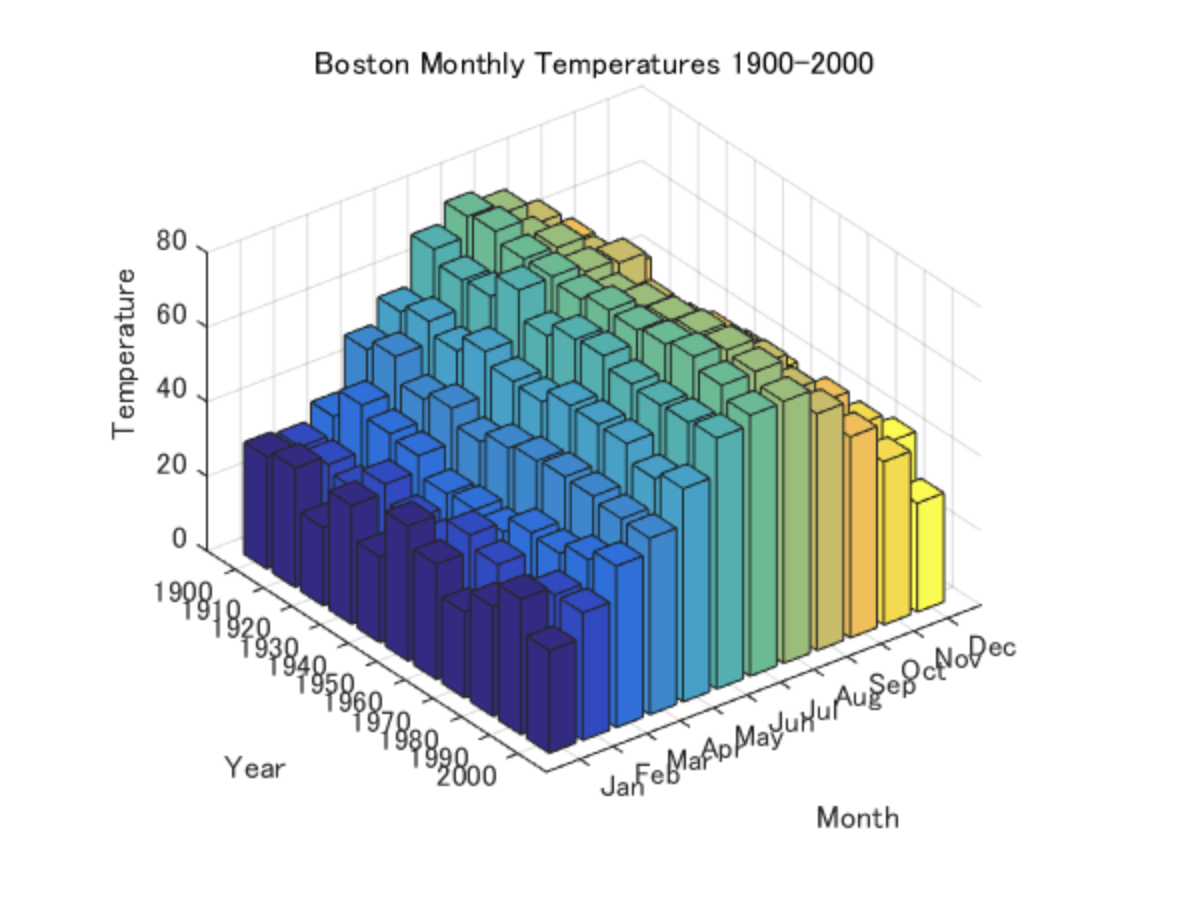 Boston Monthly Temperatures 1900-2000
80
60
40
20
0
Temperature
1900
1910
1920
1930
1940
1950
1960
1970
1980
1990
2000
Year
Jan
Feb
Mar
Apr
May
Jun
Jul
Aug
Sep
Oct
Nov
Dec
Month